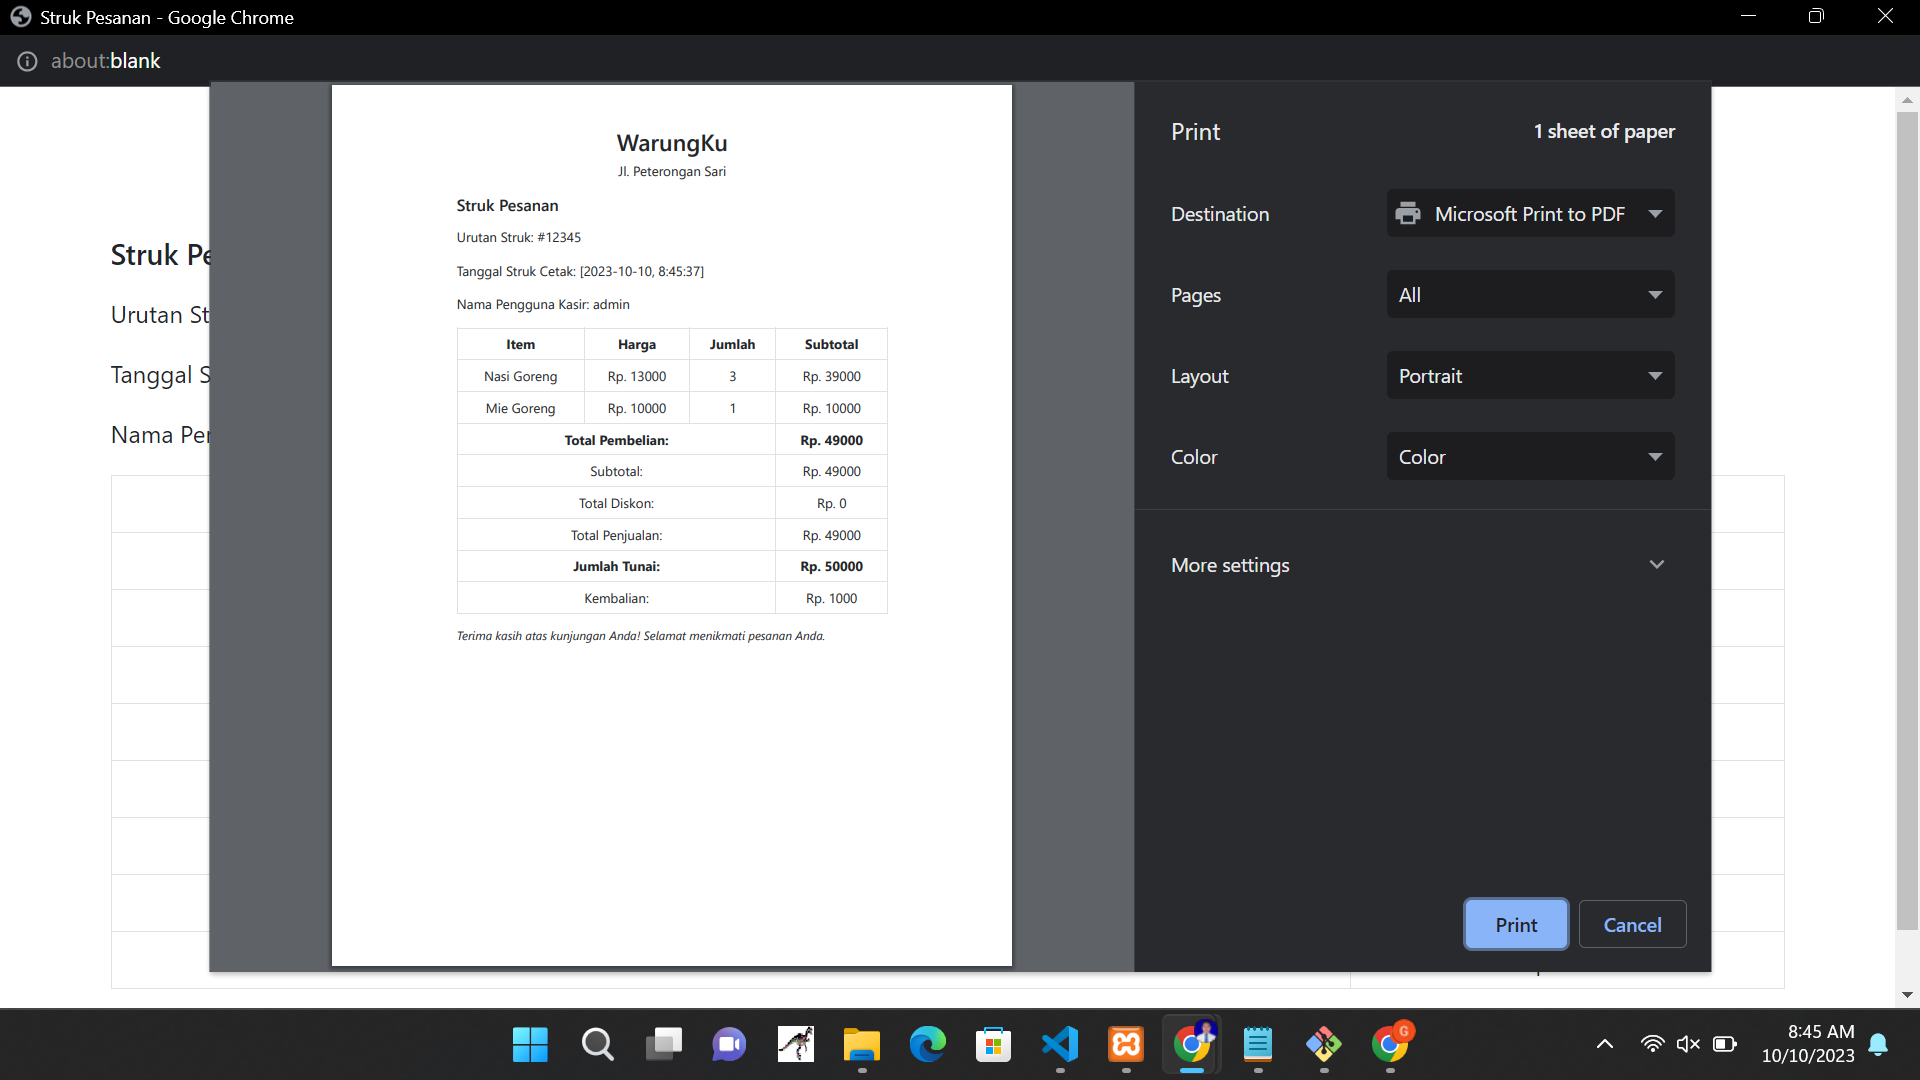 Struk Pesanan - Google Chrome
about:blank
WarungKu
Jl. Peterongan Sari
Struk Pesanan
Urutan Struk: #12345
Tanggal Struk Cetak: [2023-10-10, 8:45:37]
Nama Pengguna Kasir: admin
Item Harga Jumlah Subtotal
Nasi Goreng Rp. 13000 3 Rp. 39000
Mie Goreng Rp. 10000 1 Rp. 10000
Total Pembelian: Rp. 49000
Subtotal: Rp. 49000
Total Diskon: Rp. 0
Total Penjualan: Rp. 49000
Jumlah Tunai: Rp. 50000
Kembalian: Rp. 1000
Terima kasih atas kunjungan Anda! Selamat menikmati pesanan Anda.
Struk Pe
Urutan St
Tanggal S
Nama Per
Print 1 sheet of paper
Destination Microsoft Print to PDF
Pages All
Layout Portrait
Color Color
More settings
Print Cancel
G
8:45 AM
10/10/2023